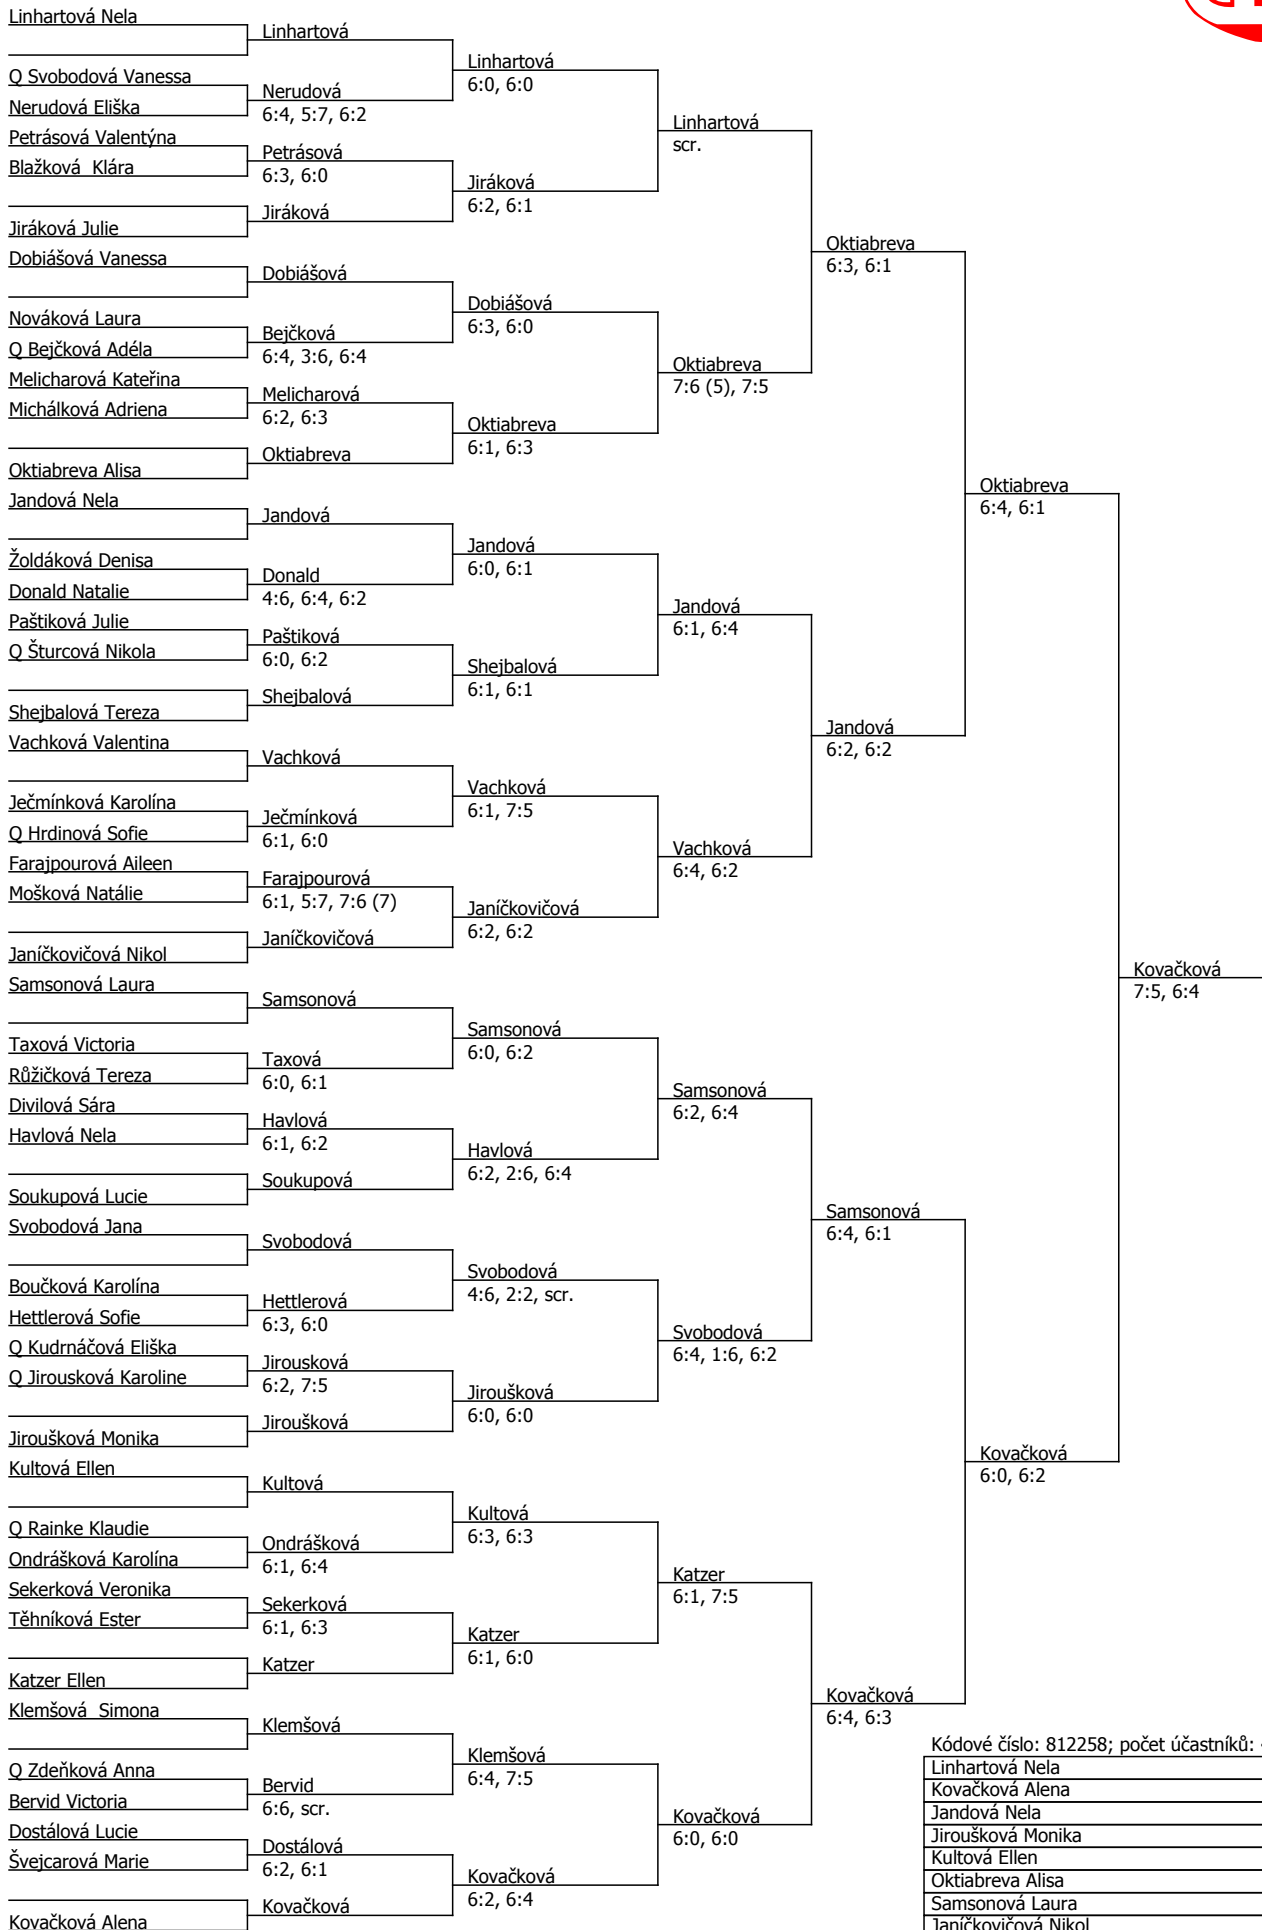 Linhartová Nela
Q Svobodová Vanessa
Nerudová Eliška
Petrásová Valentýna
Blažková  Klára
Jiráková Julie
Dobiášová Vanessa
Nováková Laura
Q Bejčková Adéla
Melicharová Kateřina
Michálková Adriena
Oktiabreva Alisa
Jandová Nela
Žoldáková Denisa
Donald Natalie
Paštiková Julie
Q Šturcová Nikola
Shejbalová Tereza
Vachková Valentina
Ječmínková Karolína
Q Hrdinová Sofie
Farajpourová Aileen
Mošková Natálie
Janíčkovičová Nikol
Samsonová Laura
Taxová Victoria
Růžičková Tereza
Divilová Sára
Havlová Nela
Soukupová Lucie
Svobodová Jana
Boučková Karolína
Hettlerová Sofie
Q Kudrnáčová Eliška
Q Jirousková Karoline
Jiroušková Monika
Kultová Ellen
Q Rainke Klaudie
Ondrášková Karolína
Sekerková Veronika
Těhníková Ester
Katzer Ellen
Klemšová  Simona
Q Zdeňková Anna
Bervid Victoria
Dostálová Lucie
Švejcarová Marie
Kovačková Alena
Linhartová
Nerudová
6:4, 5:7, 6:2
Petrásová
6:3, 6:0
Jiráková
Dobiášová
Bejčková
6:4, 3:6, 6:4
Melicharová
6:2, 6:3
Oktiabreva
Jandová
Donald
4:6, 6:4, 6:2
Paštiková
6:0, 6:2
Shejbalová
Vachková
Ječmínková
6:1, 6:0
Farajpourová
6:1, 5:7, 7:6 (7)
Janíčkovičová
Samsonová
Taxová
6:0, 6:1
Havlová
6:1, 6:2
Soukupová
Svobodová
Hettlerová
6:3, 6:0
Jirousková
6:2, 7:5
Jiroušková
Kultová
Ondrášková
6:1, 6:4
Sekerková
6:1, 6:3
Katzer
Klemšová
Bervid
6:6, scr.
Dostálová
6:2, 6:1
Kovačková
Linhartová
6:0, 6:0
Jiráková
6:2, 6:1
Dobiášová
6:3, 6:0
Oktiabreva
6:1, 6:3
Jandová
6:0, 6:1
Shejbalová
6:1, 6:1
Vachková
6:1, 7:5
Janíčkovičová
6:2, 6:2
Samsonová
6:0, 6:2
Havlová
6:2, 2:6, 6:4
Svobodová
4:6, 2:2, scr.
Jiroušková
6:0, 6:0
Kultová
6:3, 6:3
Katzer
6:1, 6:0
Klemšová
6:4, 7:5
Kovačková
6:2, 6:4
Linhartová
scr.
Oktiabreva
7:6 (5), 7:5
Jandová
6:1, 6:4
Vachková
6:4, 6:2
Samsonová
6:2, 6:4
Svobodová
6:4, 1:6, 6:2
Katzer
6:1, 7:5
Kovačková
6:0, 6:0
Oktiabreva
6:3, 6:1
Jandová
6:2, 6:2
Samsonová
6:4, 6:1
Kovačková
6:4, 6:3
Oktiabreva
6:4, 6:1
Kovačková
6:0, 6:2
Kovačková
7:5, 6:4
Kódové číslo: 812258; počet účastníků:
Linhartová Nela
Kovačková Alena
Jandová Nela
Jiroušková Monika
Kultová Ellen
Oktiabreva Alisa
Samsonová Laura
Janíčkovičová Nikol